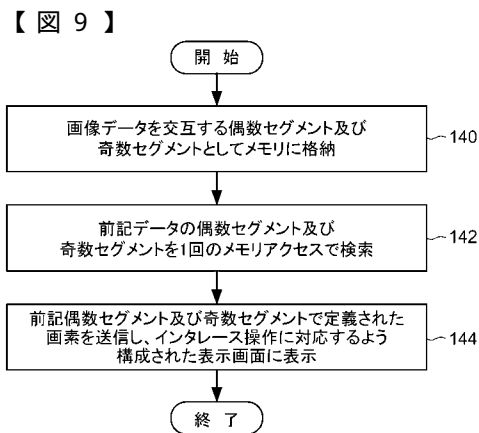 【図9】
開始
画像データを交互する偶数セグメント及び
奇数セグメントとしてメモリに格納
140
前記データの偶数セグメント及び
奇数セグメントを1回のメモリアクセスで検索
142
前記偶数セグメント及び奇数セグメントで定義された
画素を送信し、インタレース操作に対応するよう
構成された表示画面に表示
144
終了